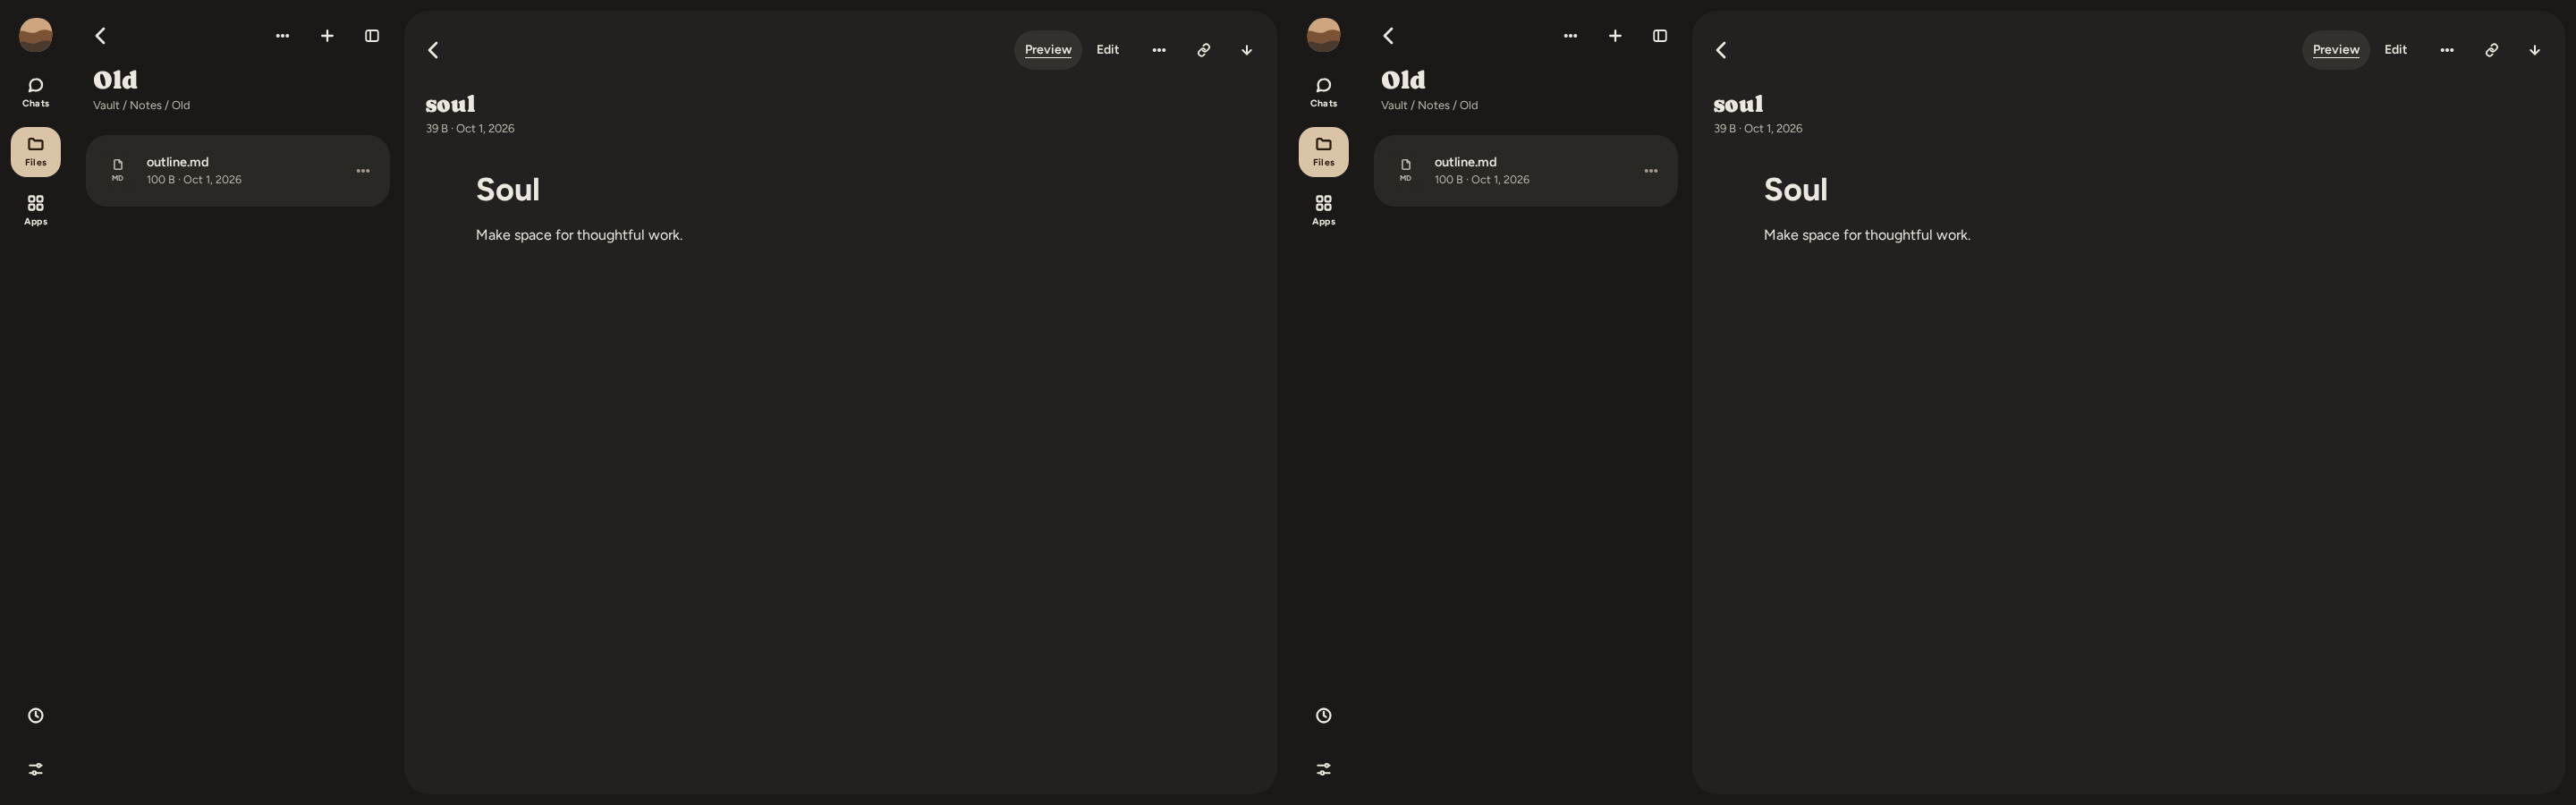 Old
Vault / Notes / Old
Chats
Files
Apps
outline.md
100 B · Oct 1, 2026
MD
Preview
Edit
soul
39 B · Oct 1, 2026
Soul
Make space for thoughtful work.
Old
Vault / Notes / Old
Chats
Files
Apps
outline.md
100 B · Oct 1, 2026
MD
Preview
Edit
soul
39 B · Oct 1, 2026
Soul
Make space for thoughtful work.